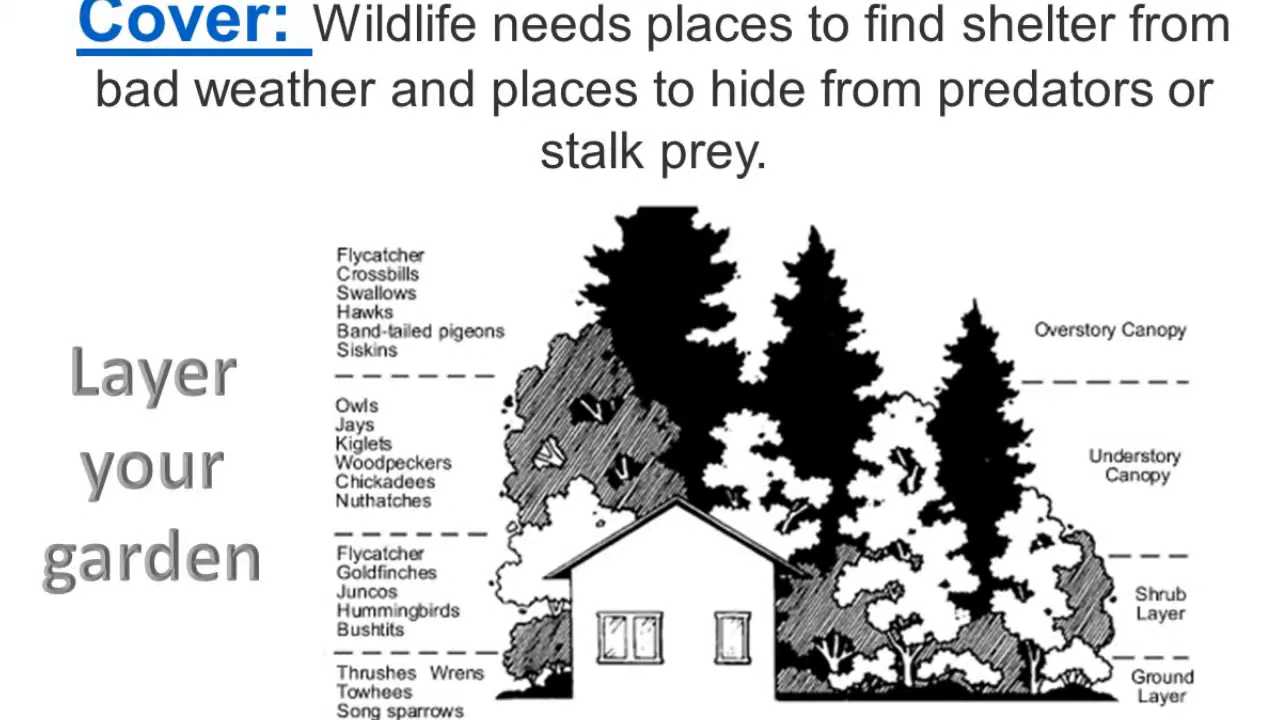 Cover: Wildlife needs places to find shelter from
bad weather and places to hide from predators or
stalk prey.
Layer
your
garden
Flycatcher
Crossbills
Swallows
Hawks
Band-tailed pigeons
Siskins
Owls
Jays
Kiglets
Woodpeckers
Chickadees
Nuthatches
Flycatcher
Goldfinches
Juncos
Hummingbirds
Bushtits
Thrushes Wrens
Towhees
Song sparrows
Overstory Canopy
Understory
Canopy
Shrub
Layer
Ground
Layer